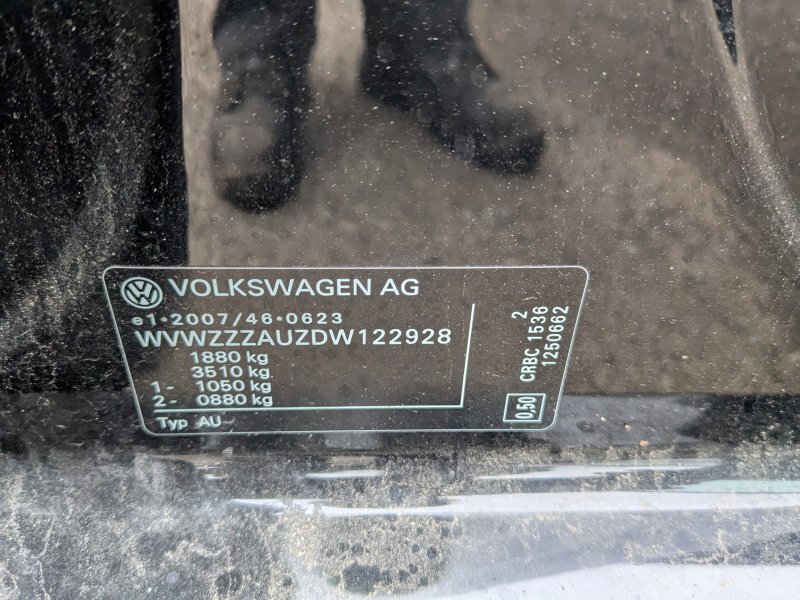 VOLKSWAGEN AG
e1*2007/46*0623
WVWZZZAUZDW122928
1880 kg
3510 kg
1- 1050 kg
2- 0880 kg
Typ AU
2
CRBC 1536
1250662
0,50